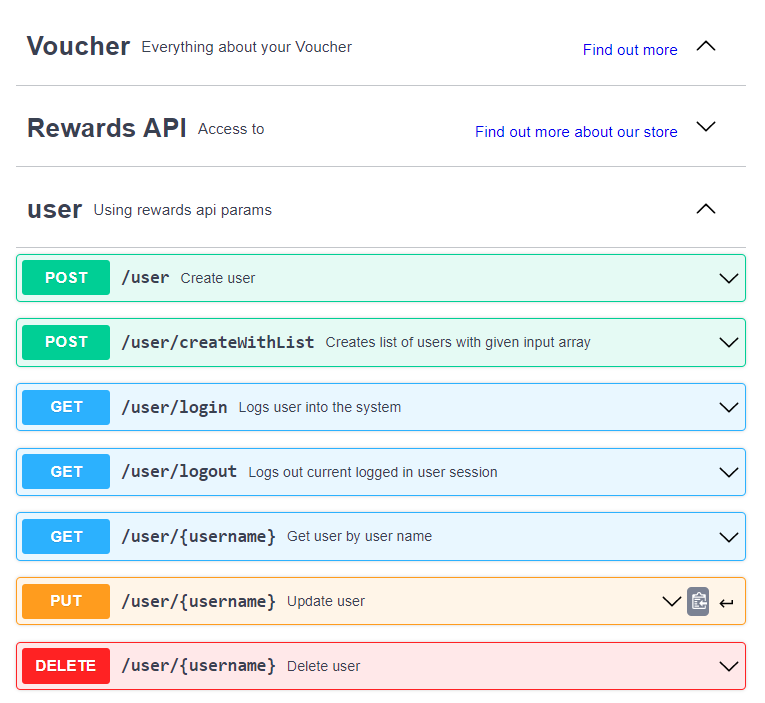 Voucher Everything about your Voucher Find out more
Rewards API Access to Find out more about our store
user Using rewards api params
POST /user Create user
POST /user/createWithList Creates list of users with given input array
GET /user/login Logs user into the system
GET /user/logout Logs out current logged in user session
GET /user/{username} Get user by user name
PUT /user/{username} Update user
DELETE /user/{username} Delete user